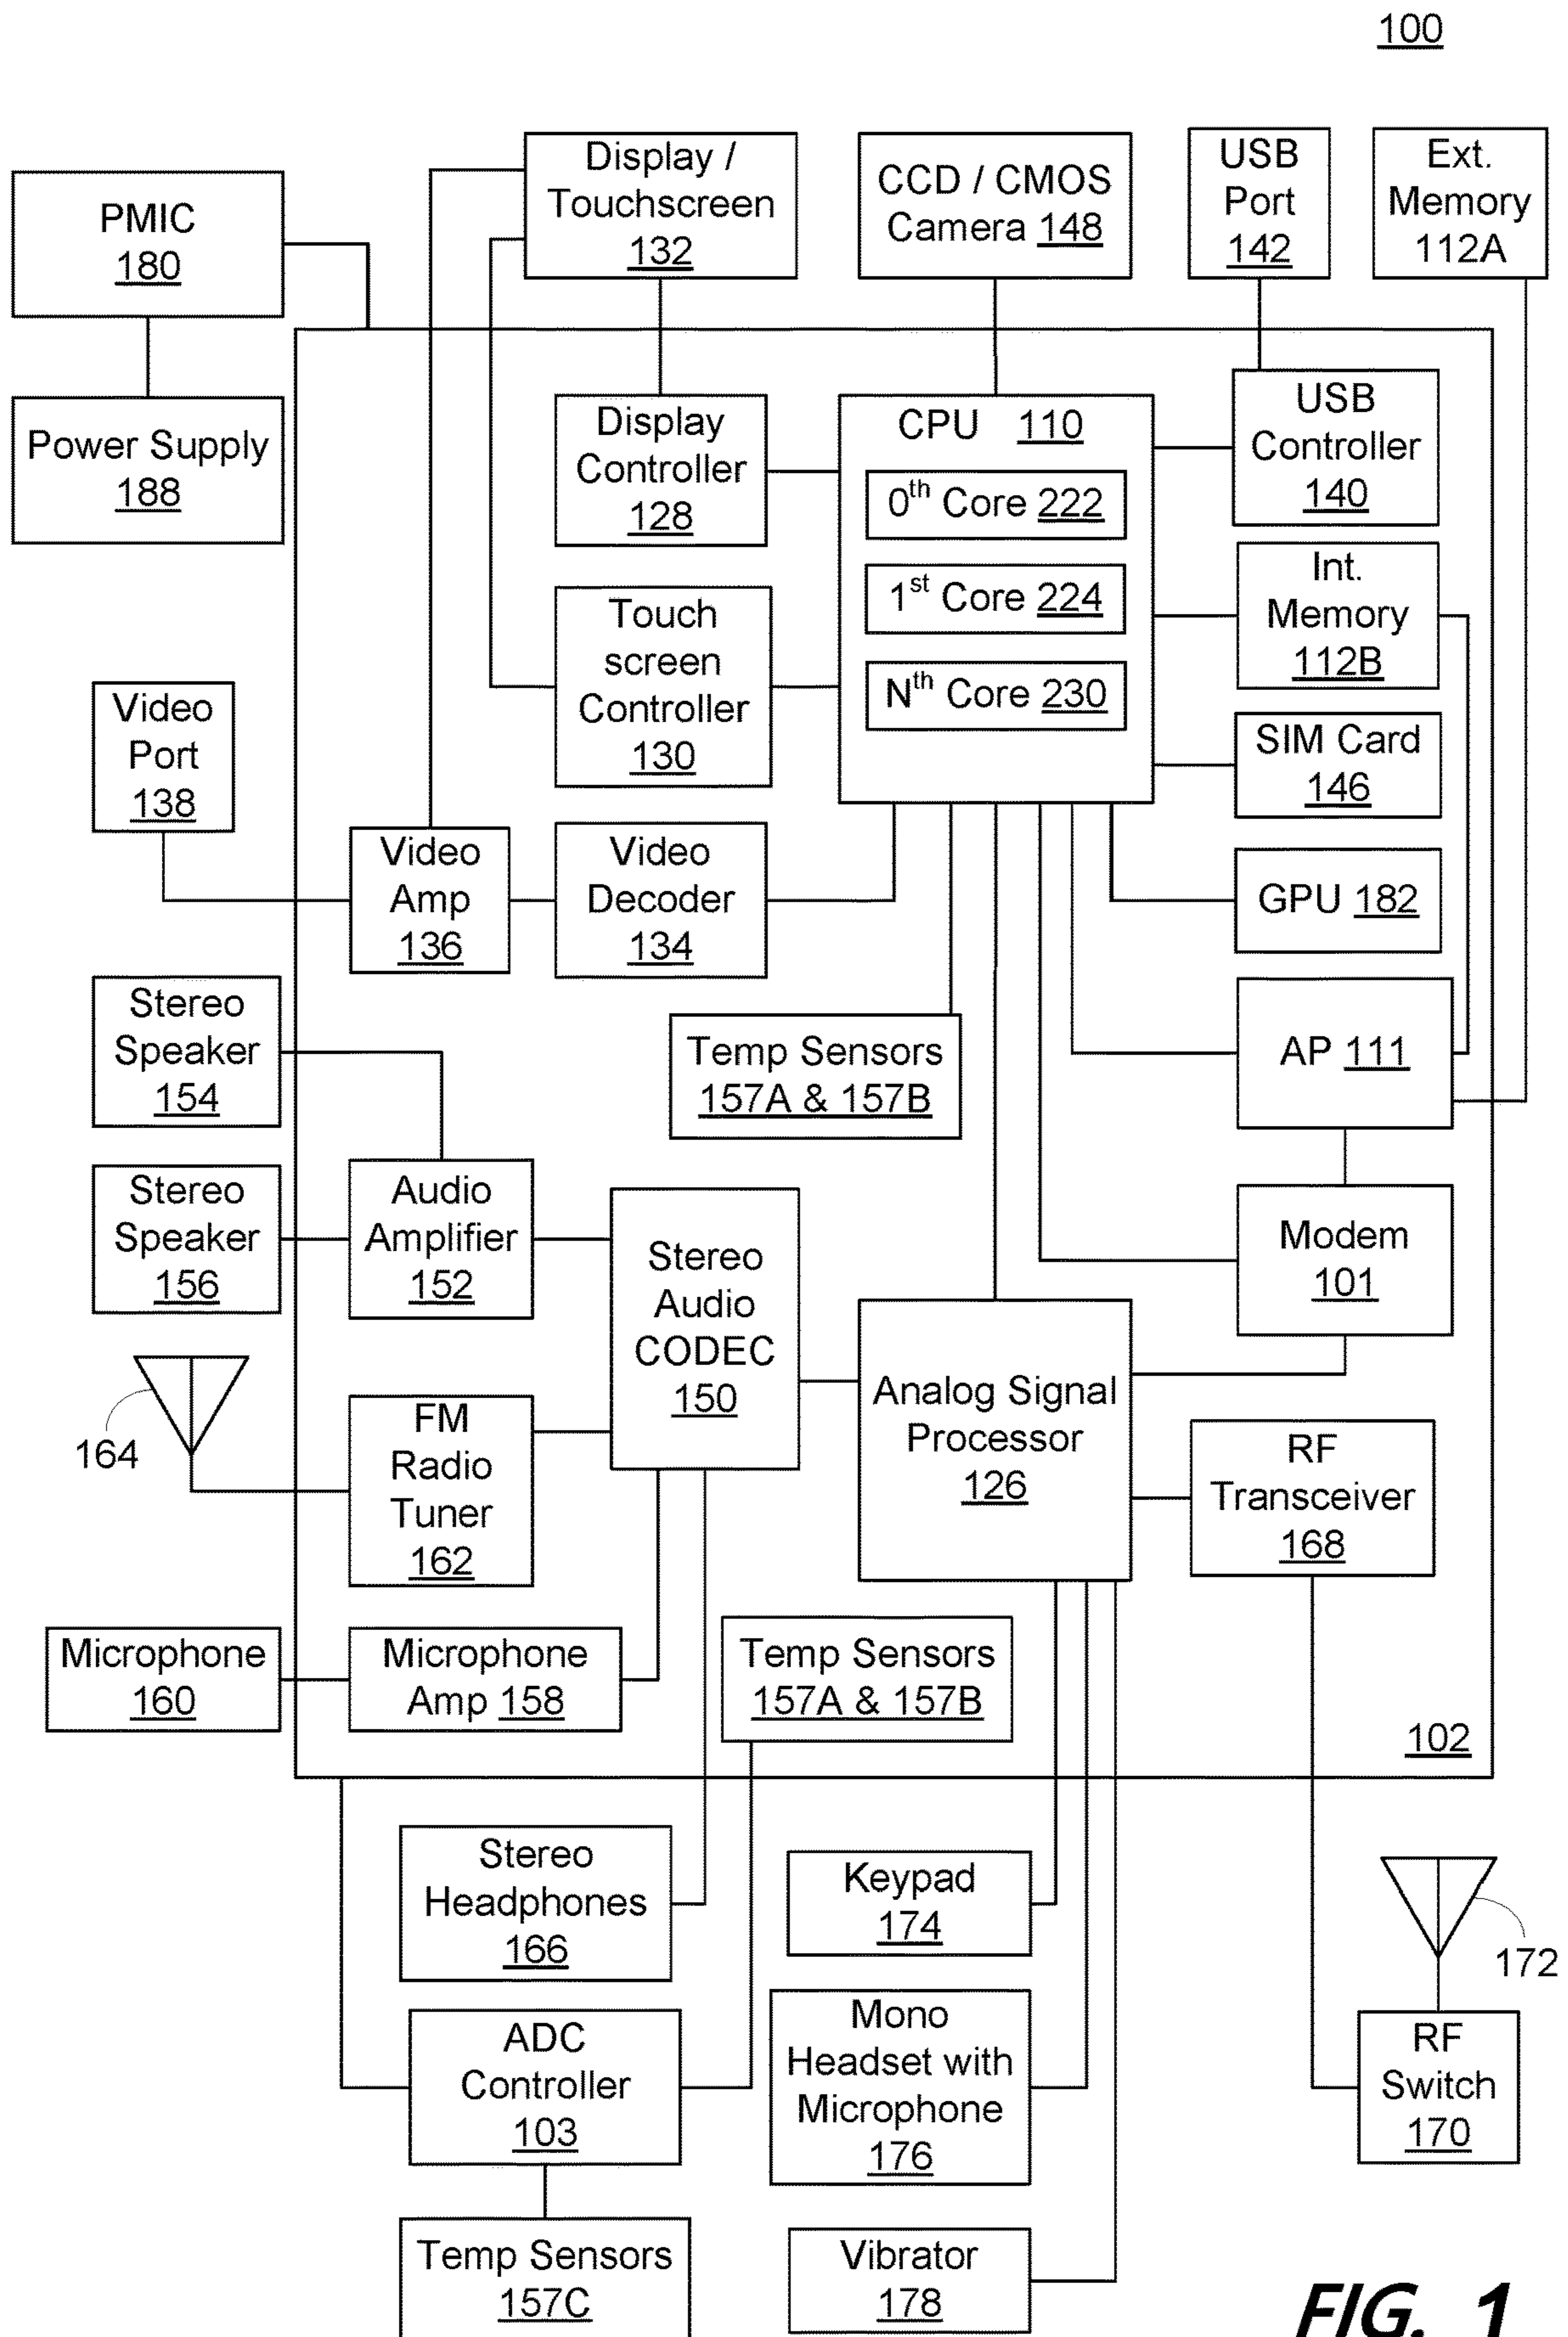 100
Display /
Touchscreen
132
CCD / CMOS
Camera 148
USB
Port
142
Ext.
Memory
112A
PMIC
180
Power Supply
188
Display
Controller
128
CPU 110
0th Core 222
1st Core 224
Nth Core 230
USB
Controller
140
Int.
Memory
112B
Touch
screen
Controller
130
SIM Card
146
Video
Port
138
Video
Amp
136
Video
Decoder
134
GPU 182
Stereo
Speaker
154
Temp Sensors
157A & 157B
AP 111
Stereo
Speaker
156
Audio
Amplifier
152
Stereo
Audio
CODEC
150
Modem
101
164
FM
Radio
Tuner
162
Analog Signal
Processor
126
RF
Transceiver
168
Microphone
160
Microphone
Amp 158
Temp Sensors
157A & 157B
102
Stereo
Headphones
166
Keypad
174
172
ADC
Controller
103
Mono
Headset with
Microphone
176
RF
Switch
170
Temp Sensors
157C
Vibrator
178
FIG. 1